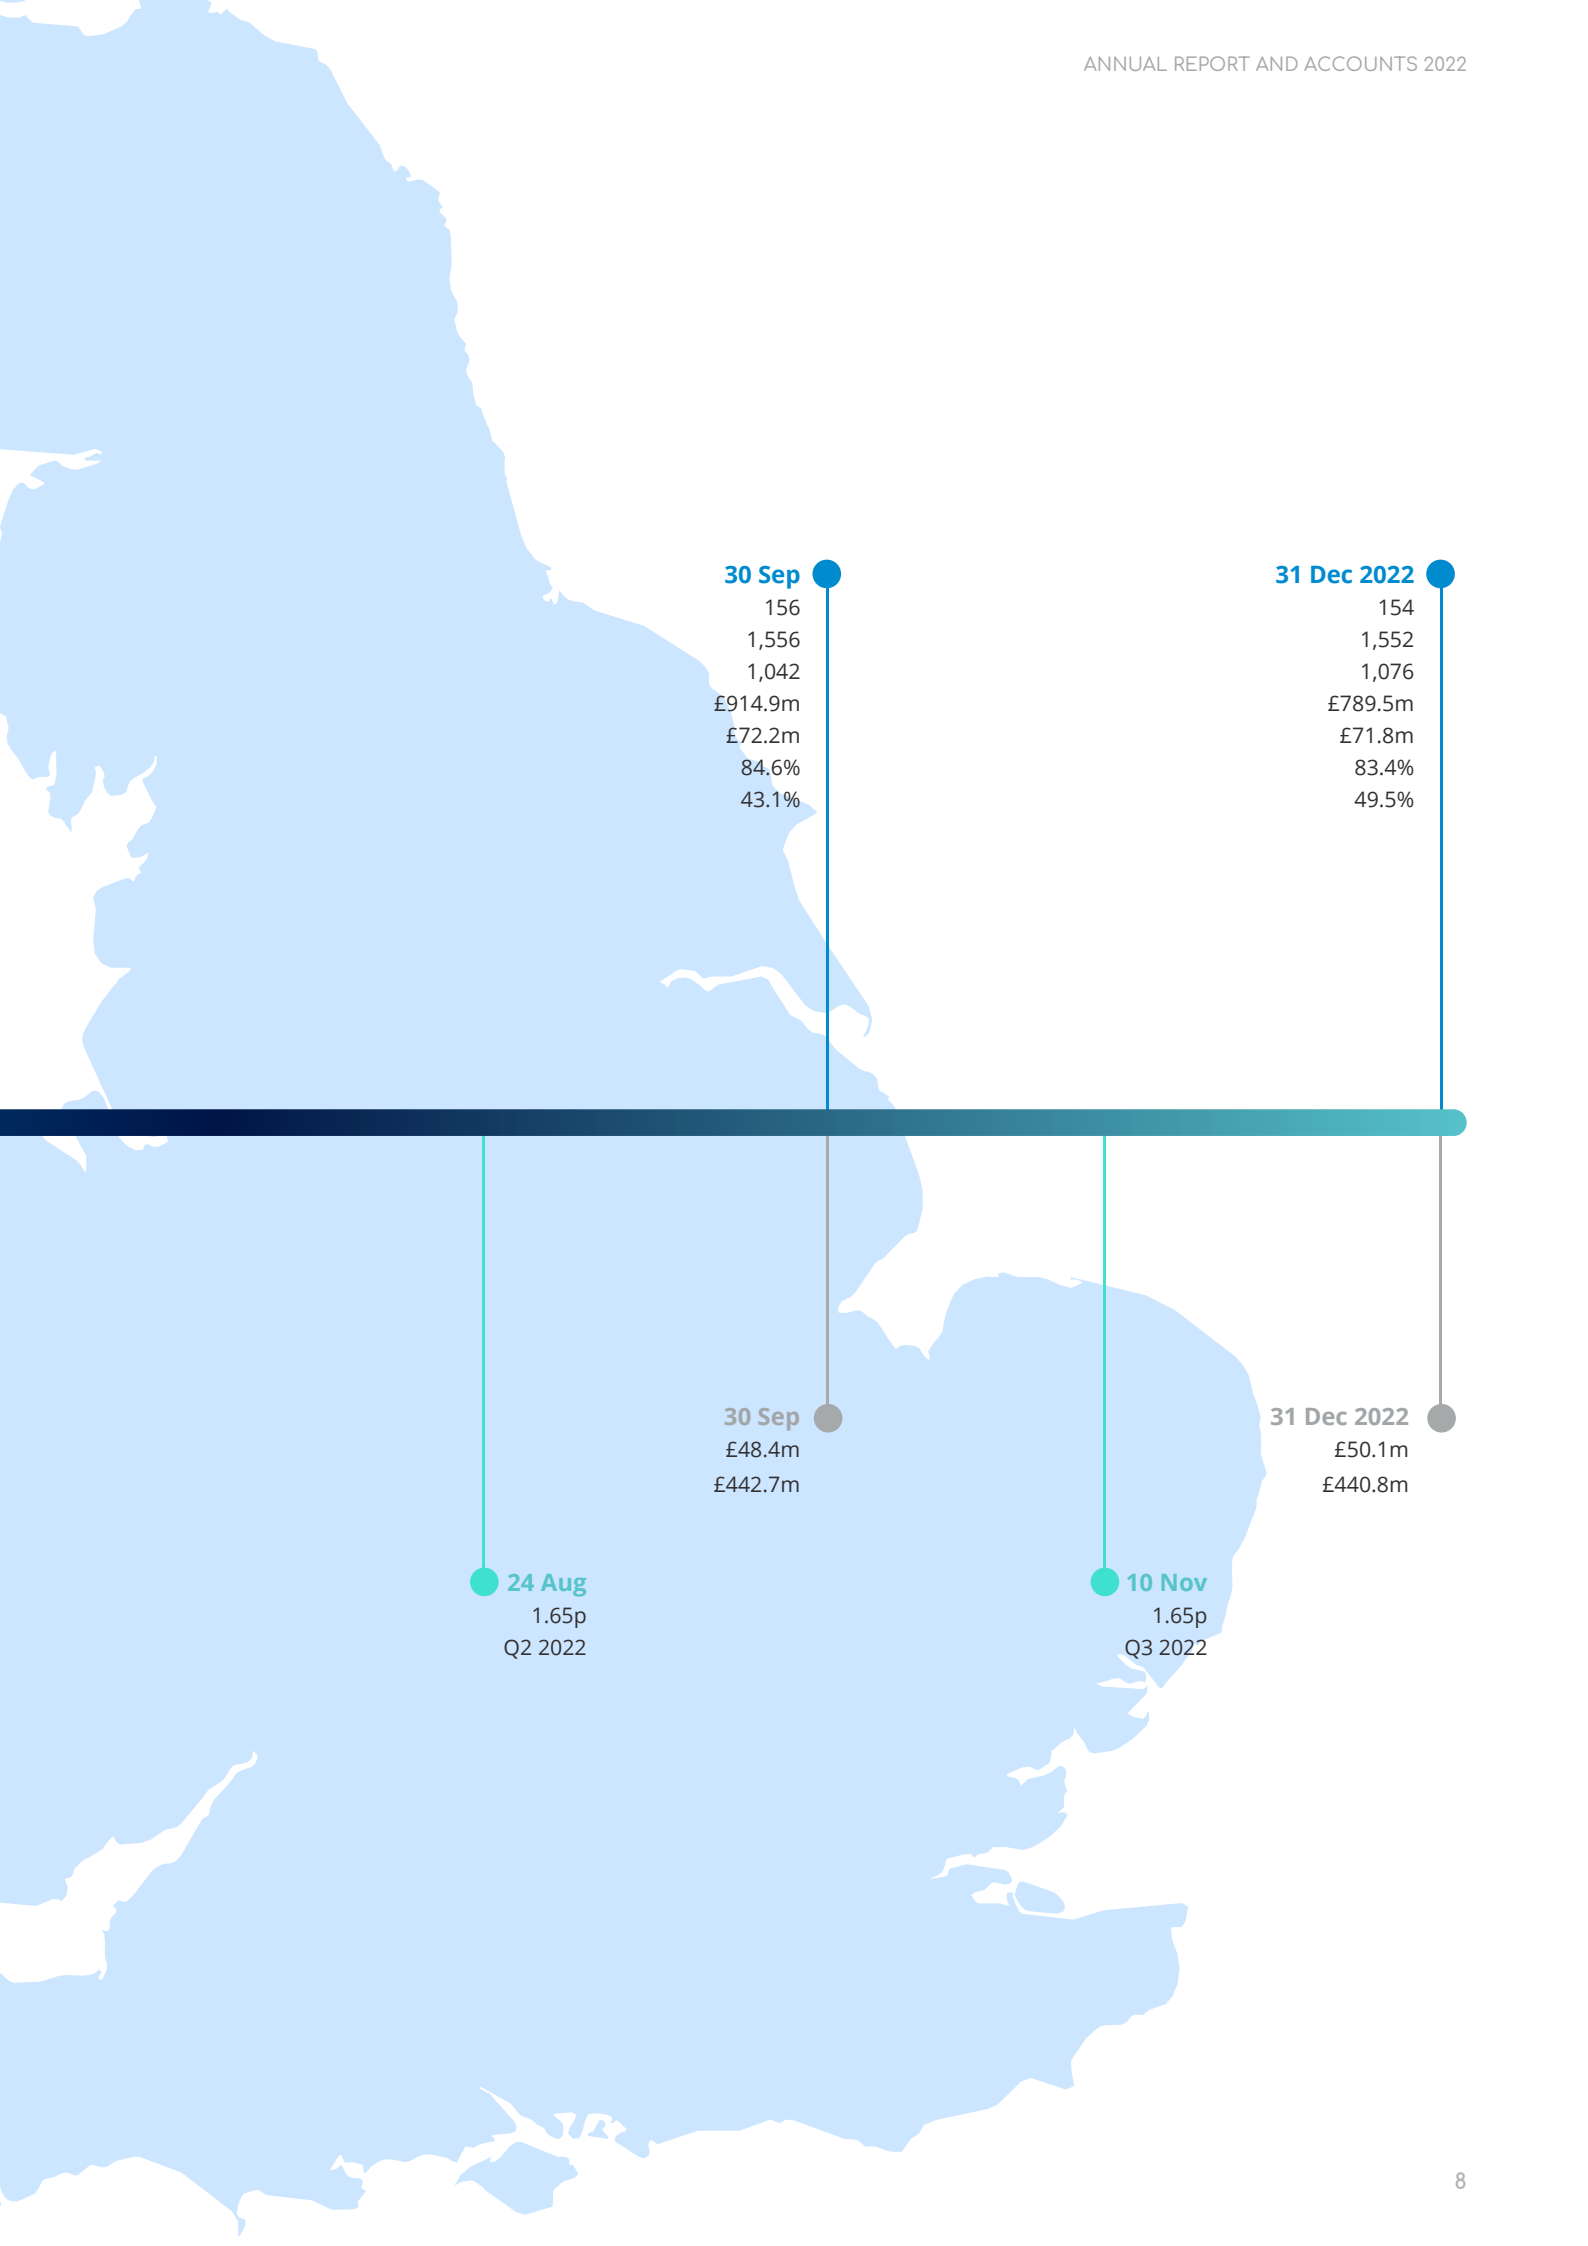 ANNUAL REPORT AND ACCOUNTS 2022
30 Sep
156
1,556
1,042
£914.9m
£72.2m
84.6%
43.1%
31 Dec 2022
154
1,552
1,076
£789.5m
£71.8m
83.4%
49.5%
30 Sep
£48.4m
£442.7m
31 Dec 2022
£50.1m
£440.8m
24 Aug
1.65p
Q2 2022
10 Nov
1.65p
Q3 2022
8